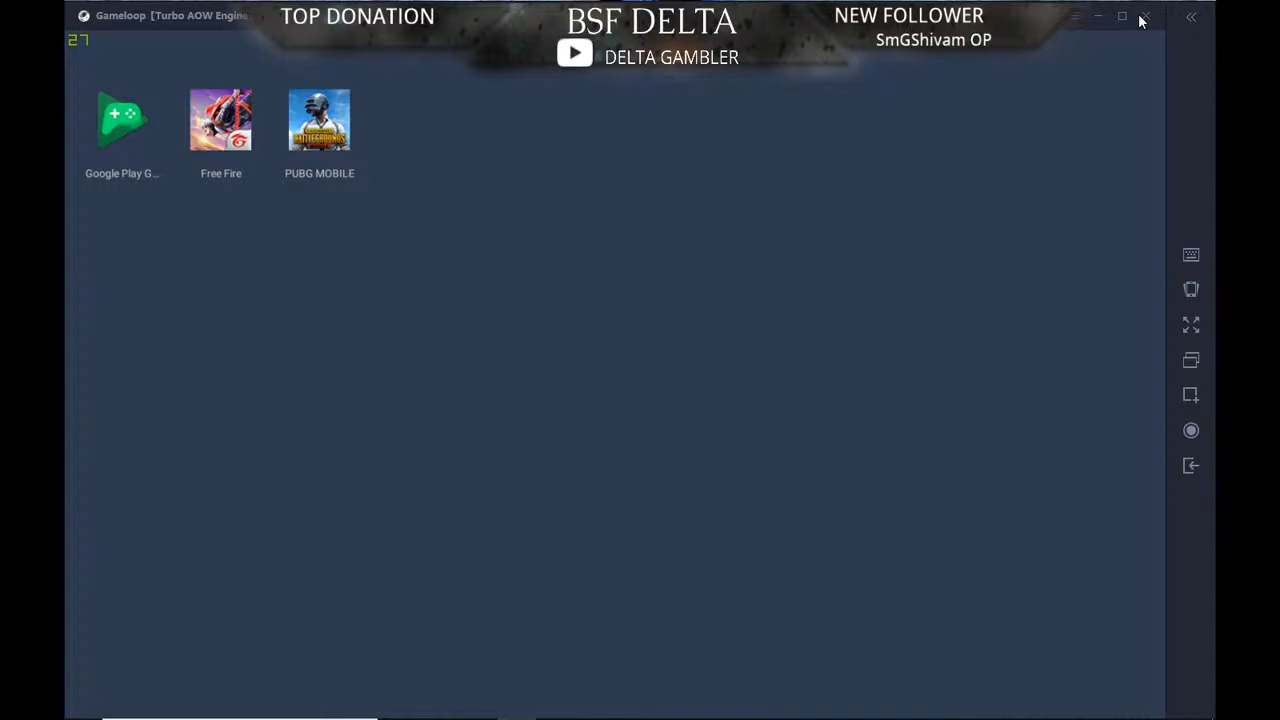 Gameloop [Turbo AOW Engine
TOP DONATION
BSF DELTA
DELTA GAMBLER
NEW FOLLOWER
SmGShivam OP
27
Google Play G...
Free Fire
PUBG MOBILE
BATTLEGROUNDS